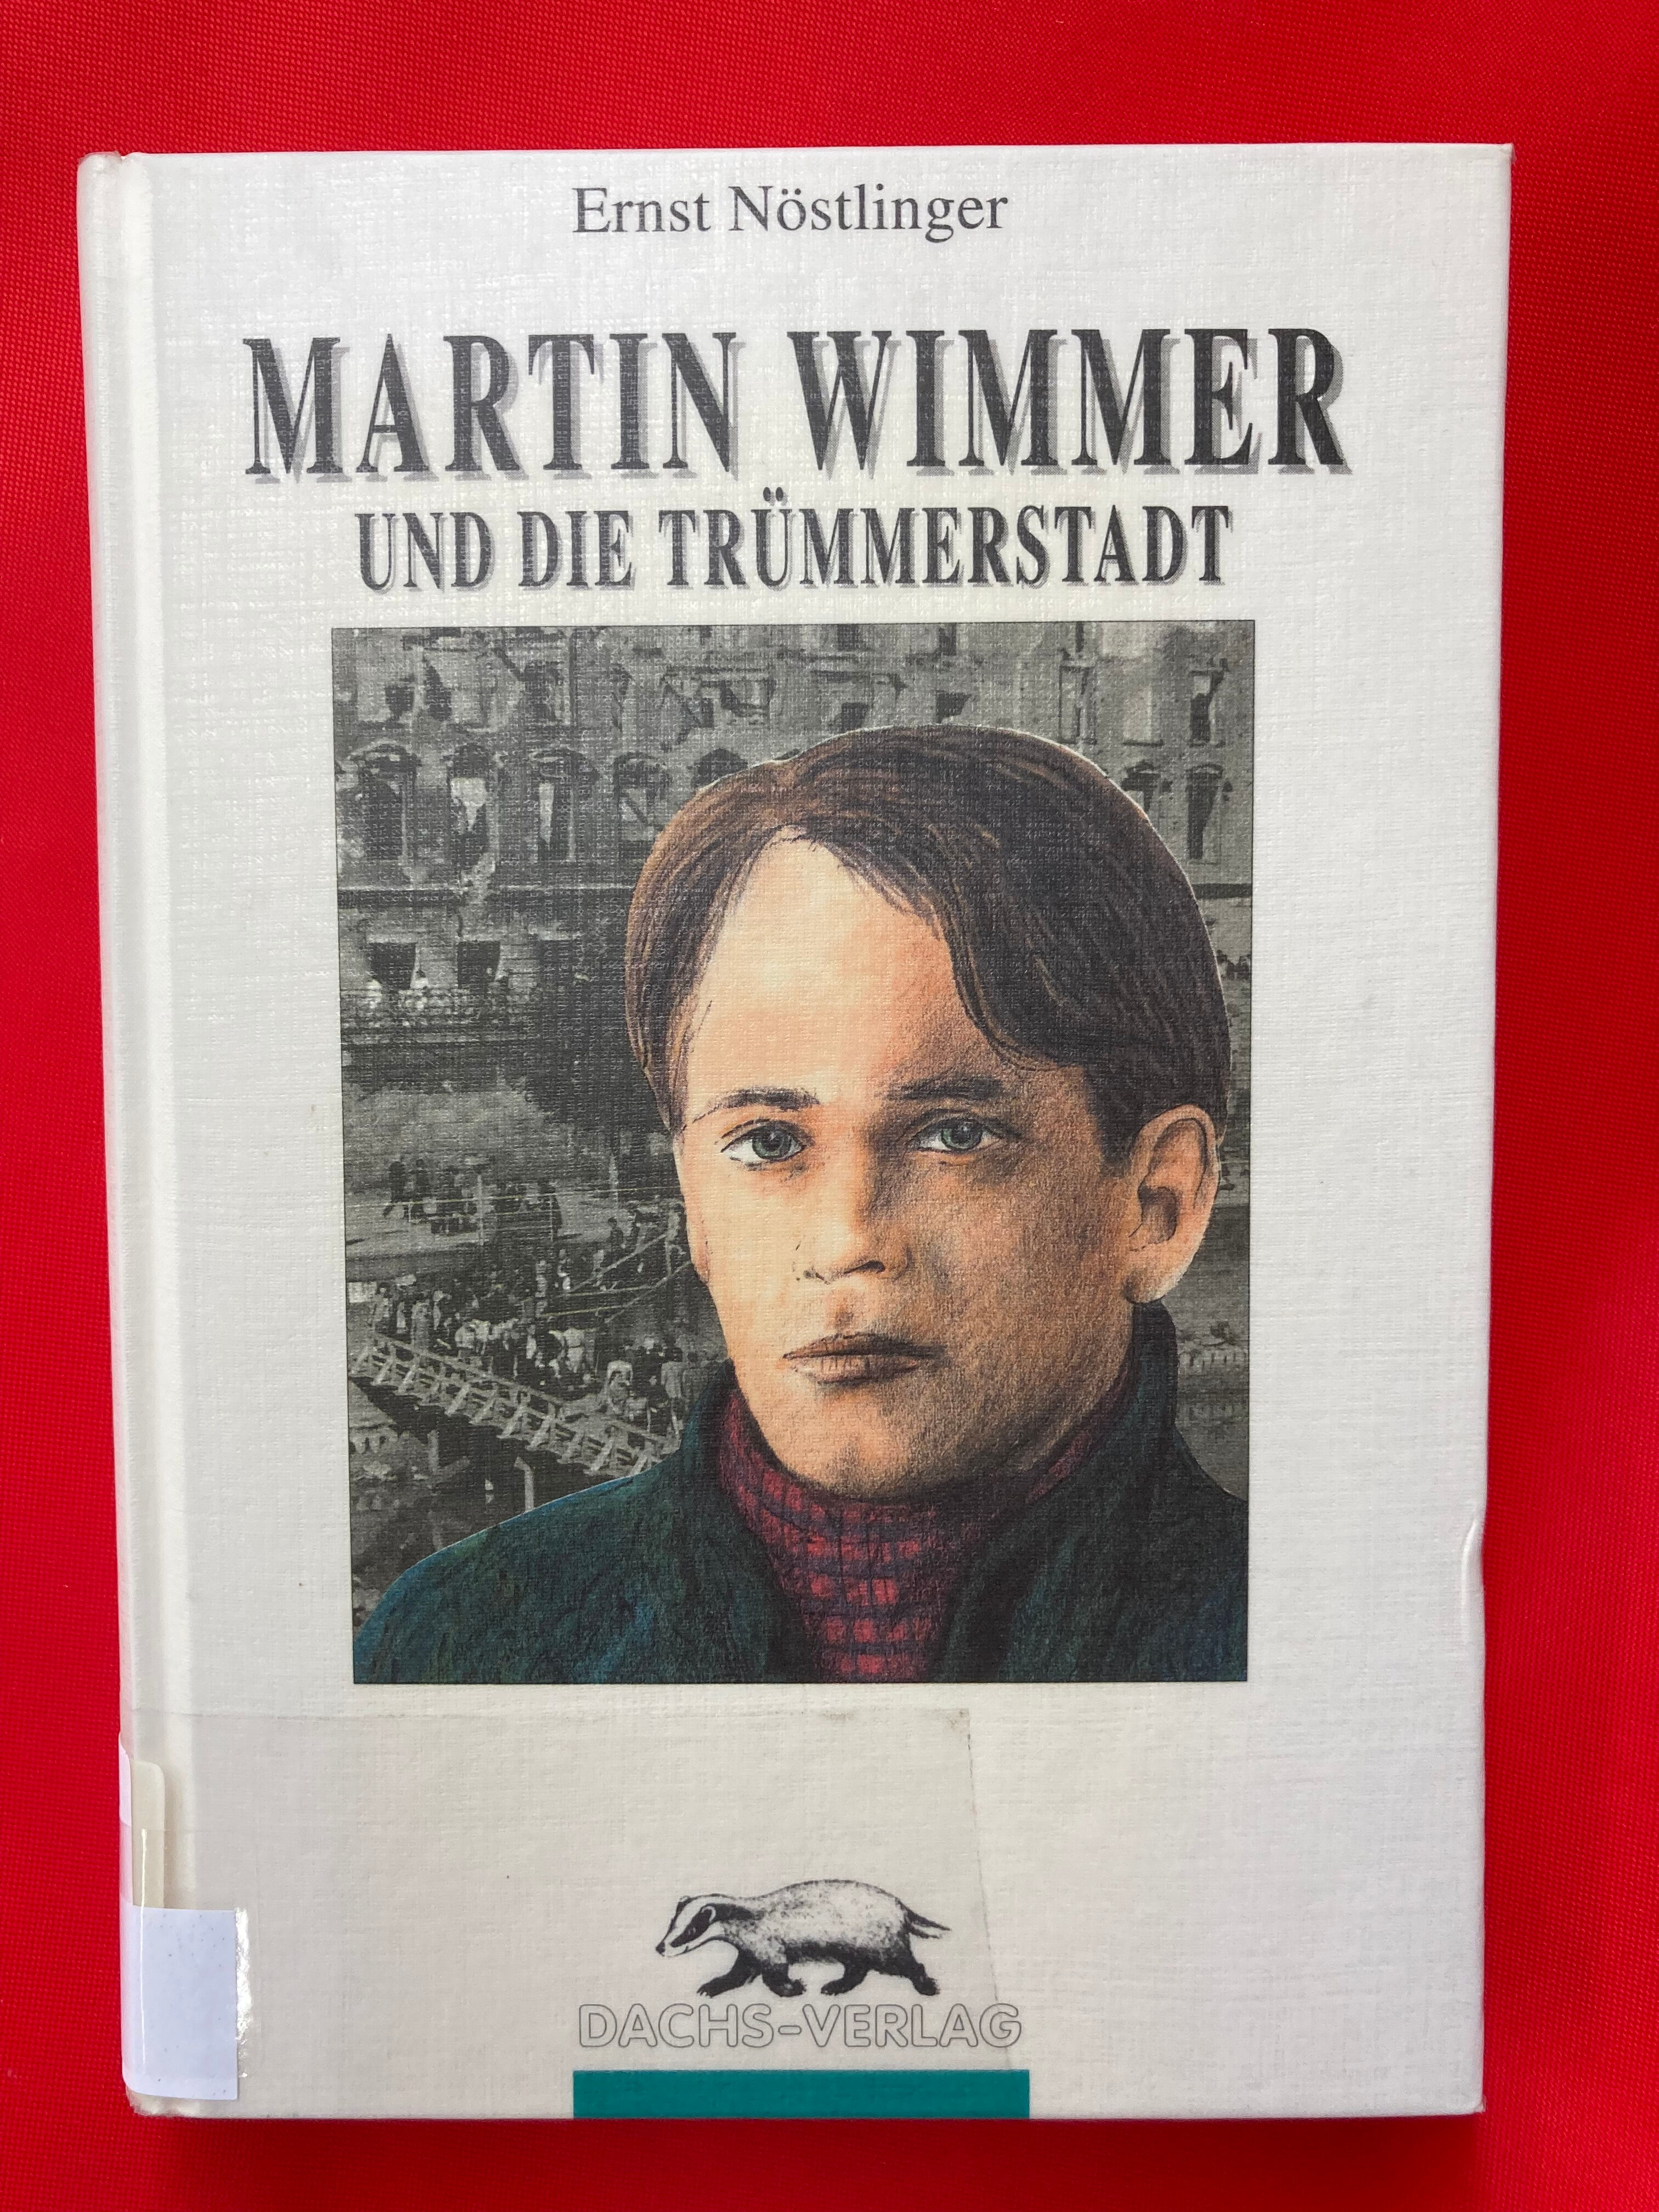 Ernst Nöstlinger
MARTIN WIMMER
UND DIE TRÜMMERSTADT
DACHS-VERLAG